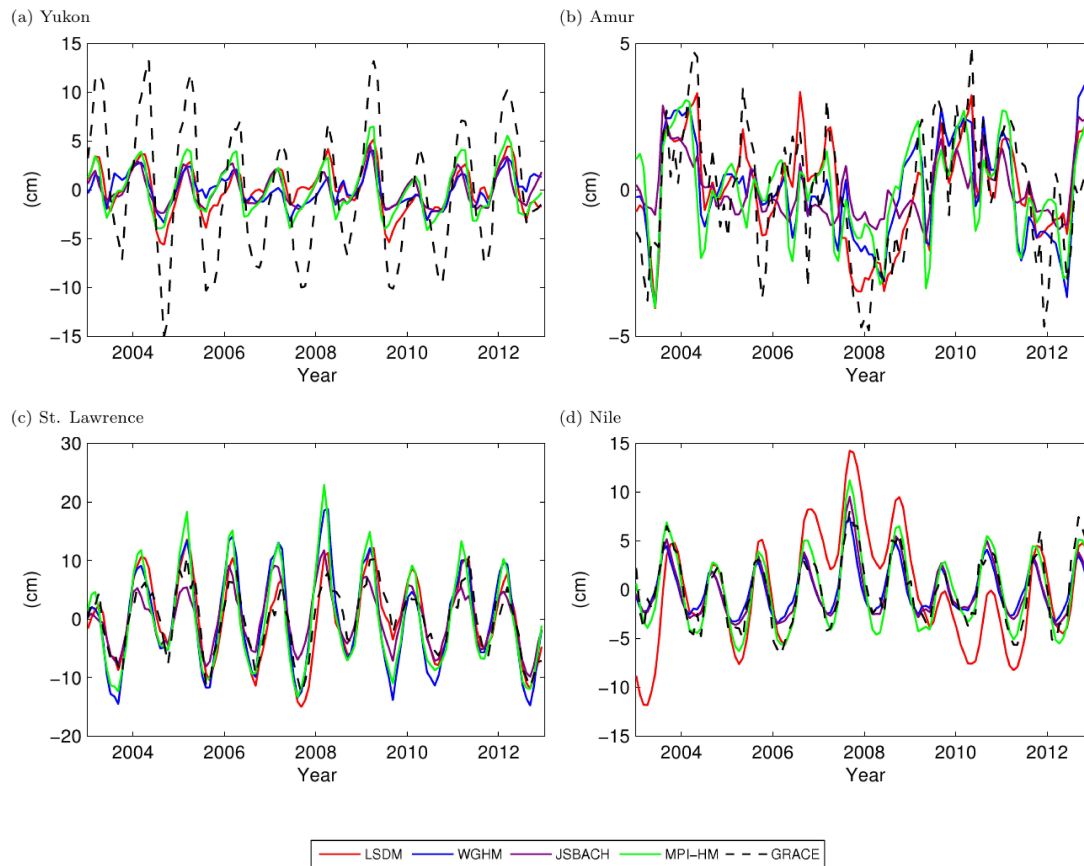 (a) Yukon
15
10
5
0
−5
−10
−15
(cm)
2004 2006 2008 2010 2012
Year
(b) Amur
5
0
−5
(cm)
2004 2006 2008 2010 2012
Year
(c) St. Lawrence
30
20
10
0
−10
−20
(cm)
2004 2006 2008 2010 2012
Year
(d) Nile
15
10
5
0
−5
−10
−15
(cm)
2004 2006 2008 2010 2012
Year
LSDM WGHM JSBACH MPI−HM GRACE